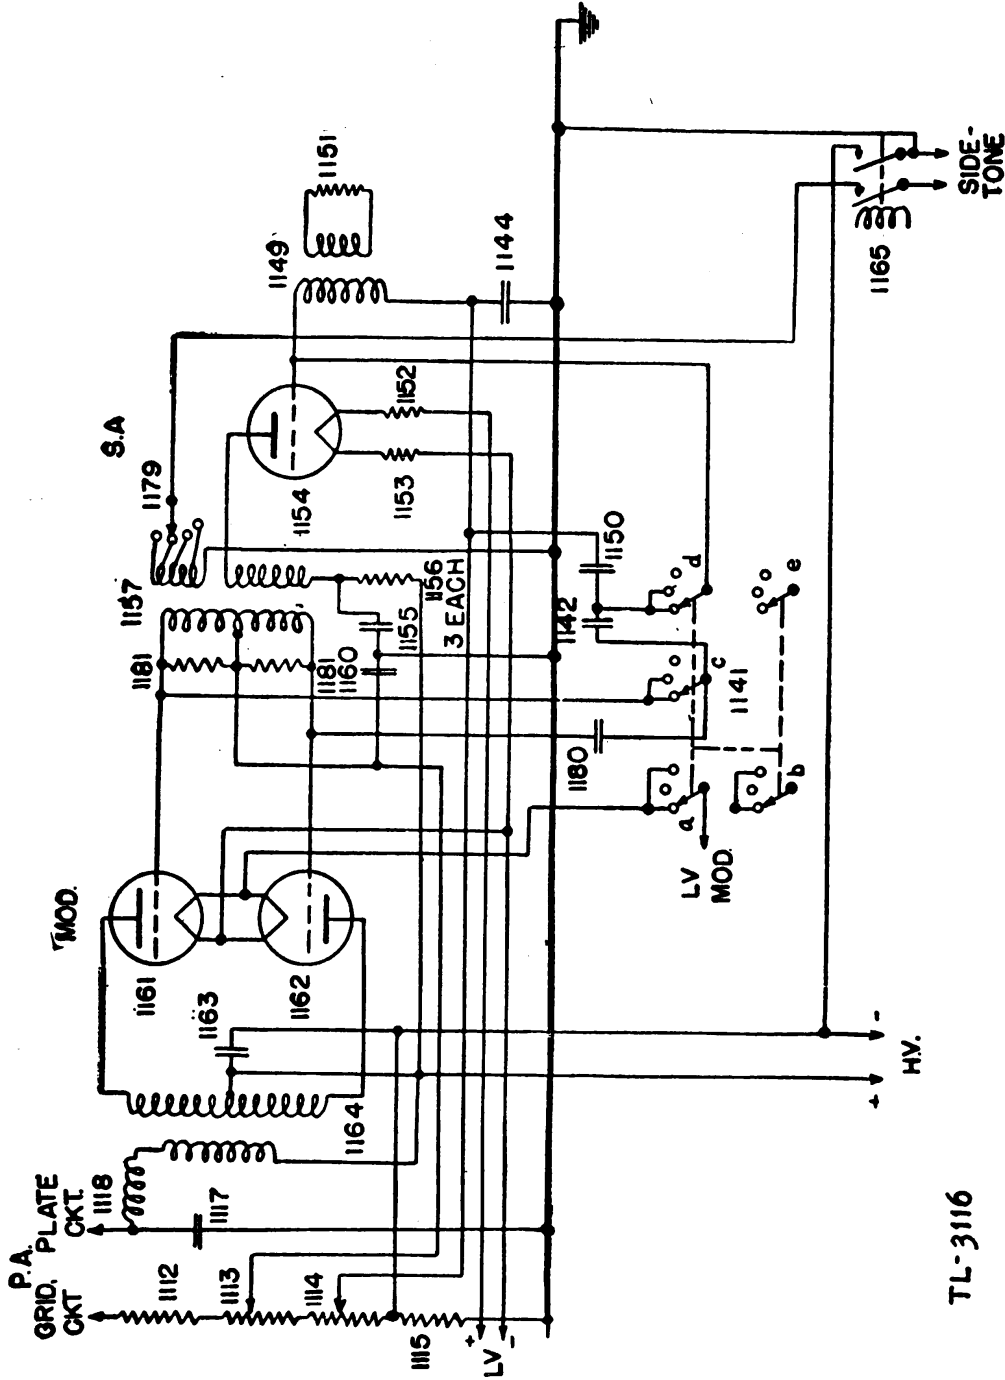 P.A.
GRID. PLATE
CKT CKT.
1118
1112
1117
1113
1114
1115
+
LV
-
1164
1163
MOD.
1161
1162
+
H.V.
-
LV
MOD.
a
b
1180
1181
1181
1160
1157
1155
1156
3 EACH
1179
S.A
1154
1153
1152
1142
1150
c
1141
d
e
1149
1151
1144
1165
SIDE-
TONE
TL-3116